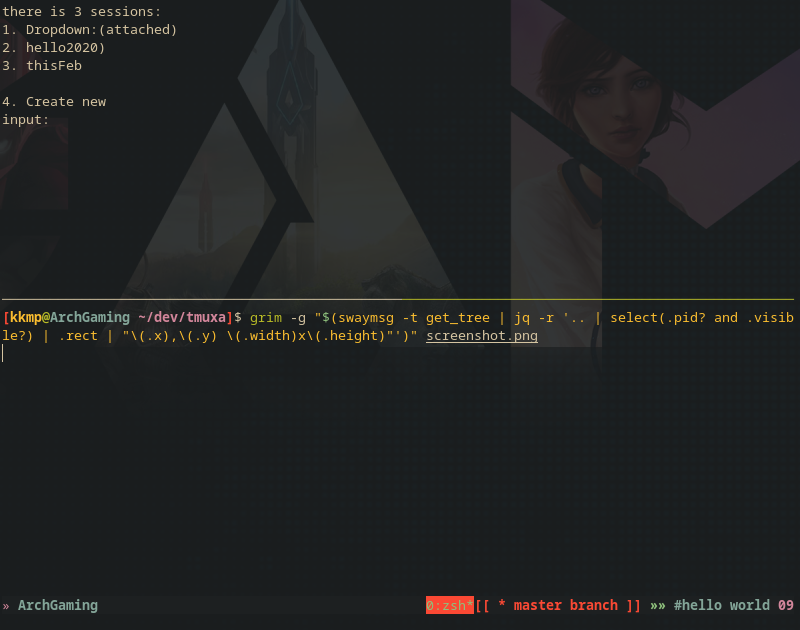 there is 3 sessions:
1. Dropdown:(attached)
2. hello2020)
3. thisFeb
4. Create new
input:
[kkmp@ArchGaming ~/dev/tmuxa]$ grim -g "$(swaymsg -t get_tree | jq -r '.. | select(.pid? and .visib
le?) | .rect | "\(.x),\(.y) \(.width)x\(.height)"')" screenshot.png
» ArchGaming 0:zsh*[[ * master branch ]] »» #hello world 09